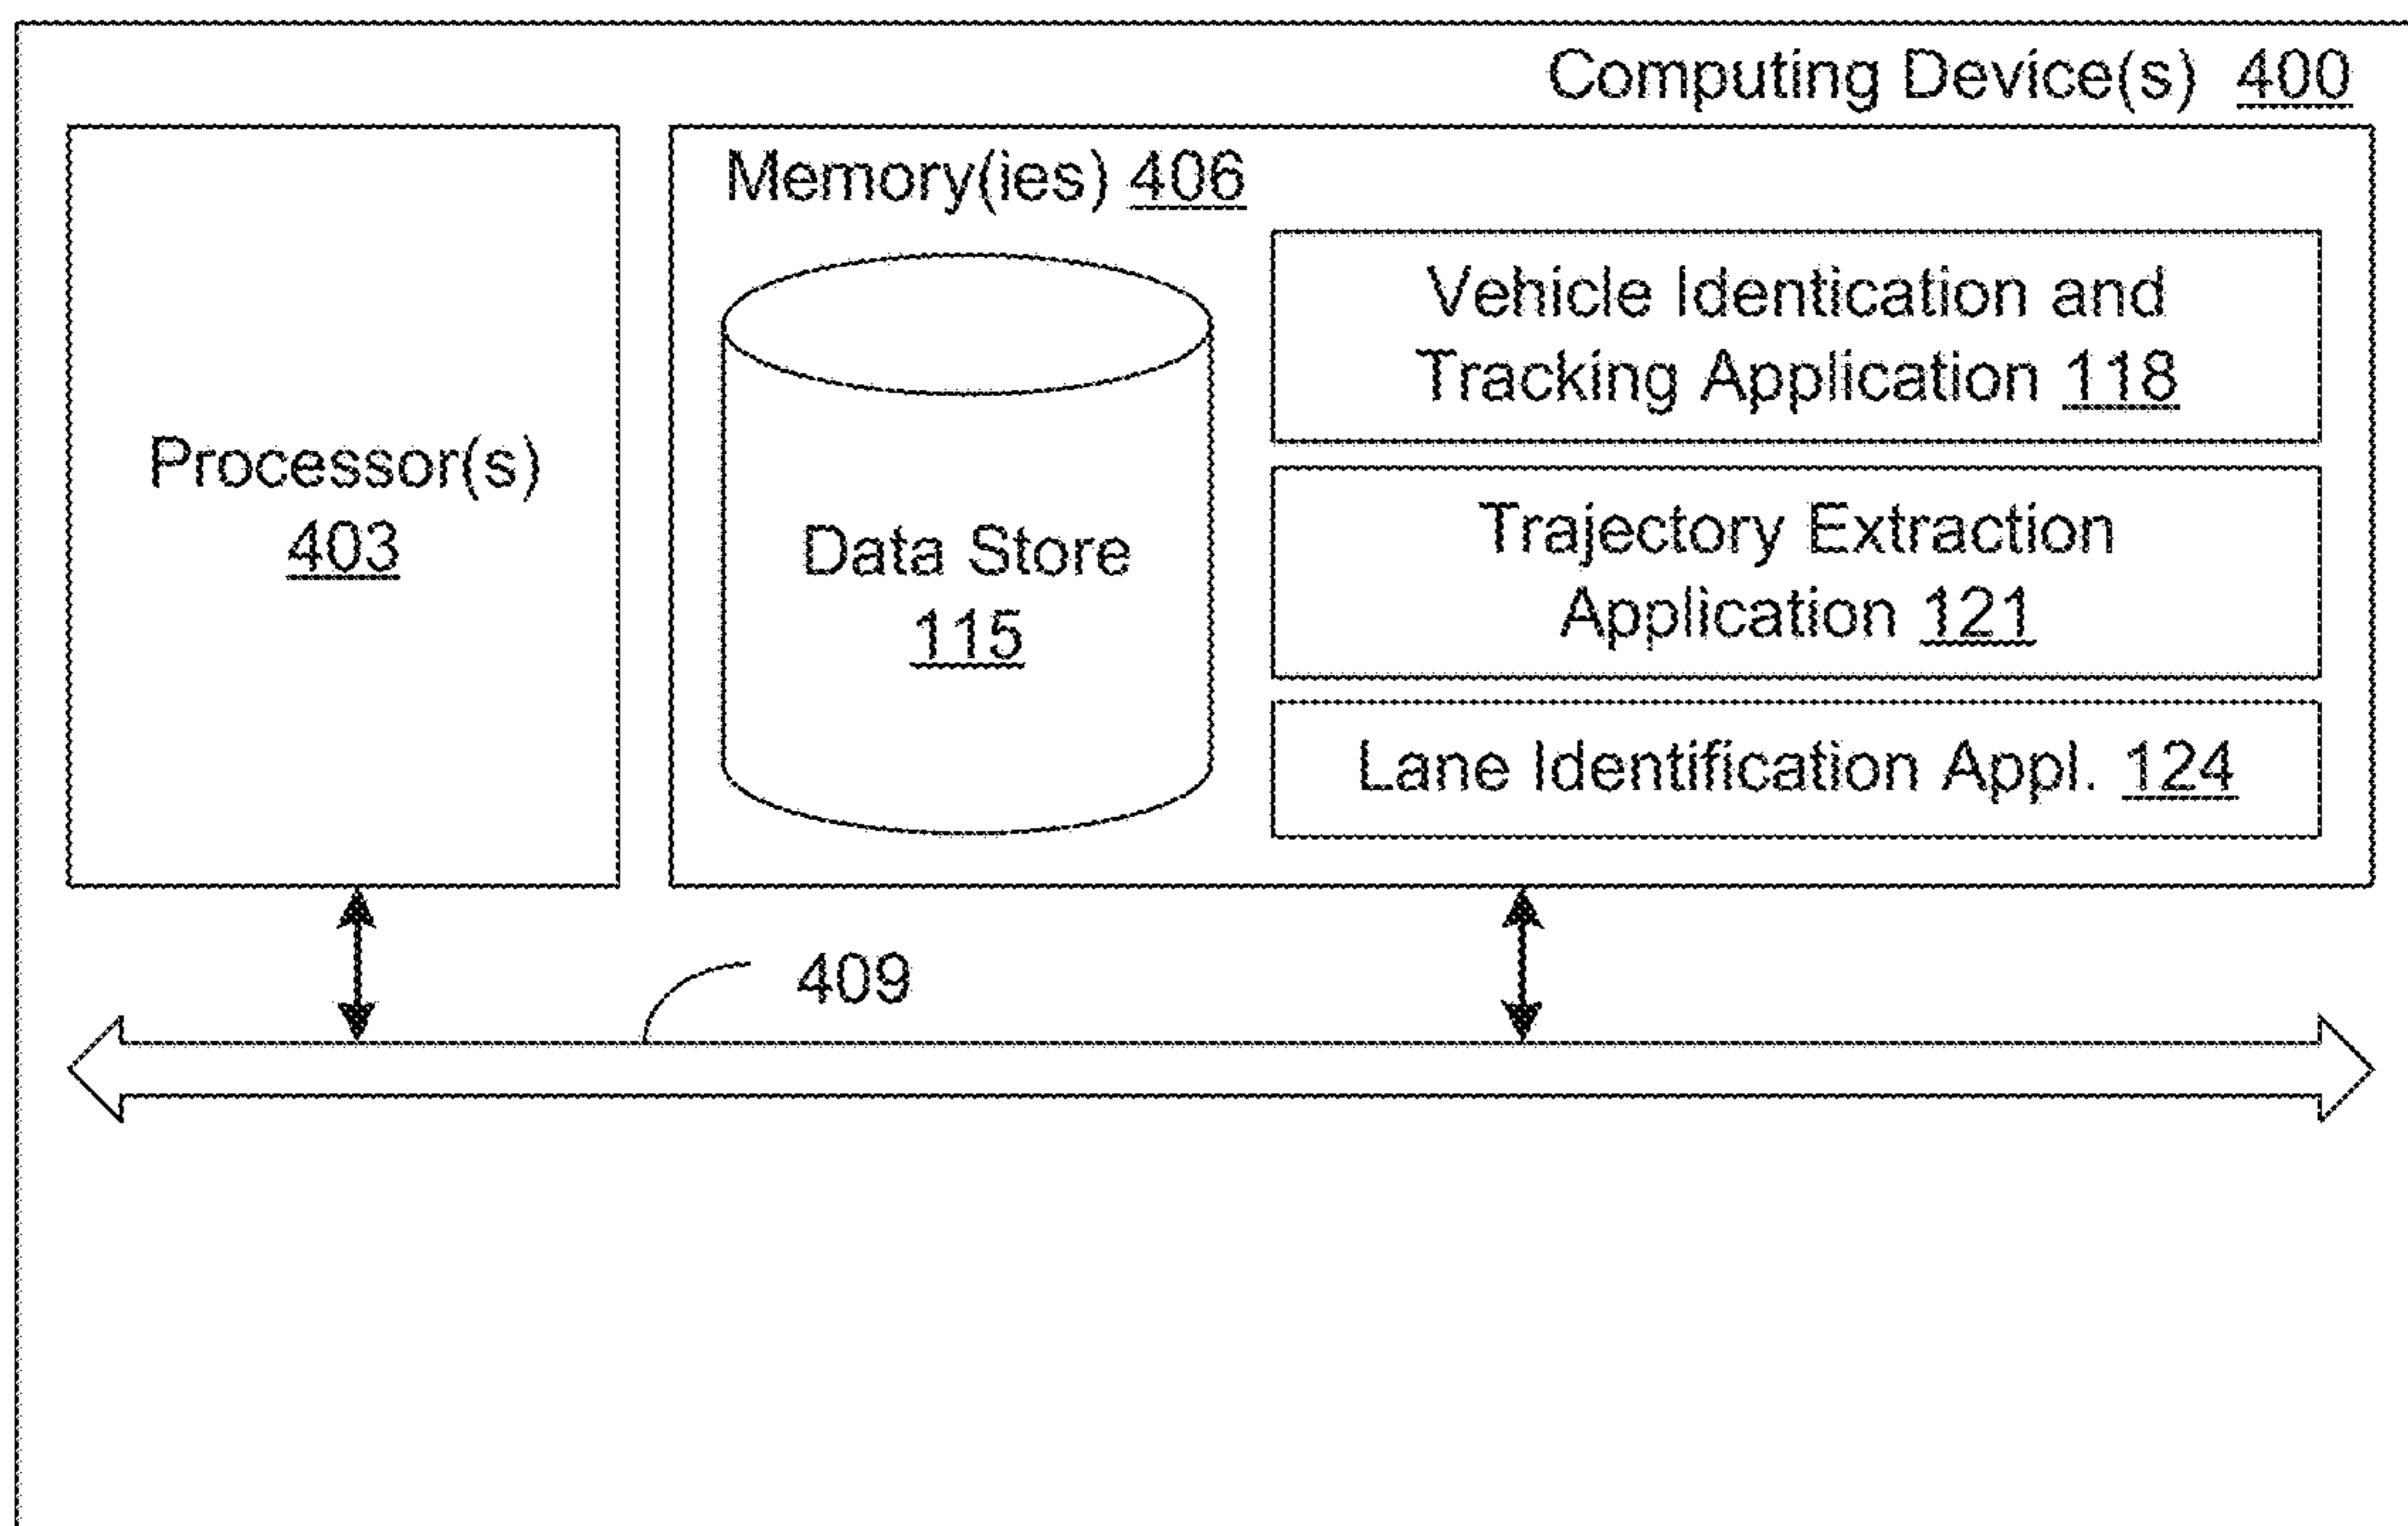 Computing Device(s) 400
Processor(s)
403
Memory(ies) 406
Data Store
115
Vehicle Identication and
Tracking Application 118
Trajectory Extraction
Application 121
Lane Identification Appl. 124
409